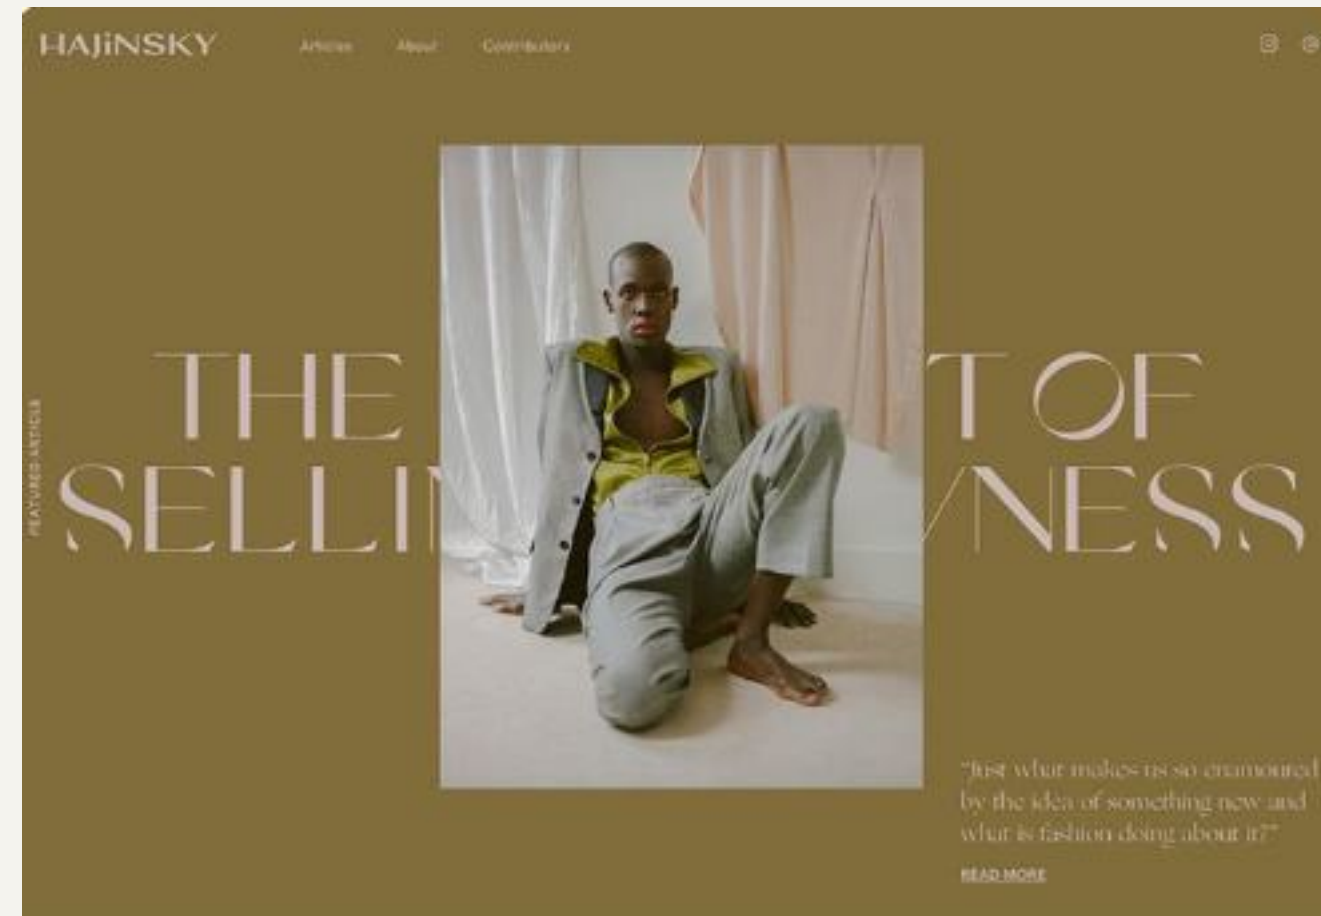 HAJiNSKY
Articles About Contributors
FEATURED ARTICLE
THE T OF
SELLIN NESS
"Just what makes us so enamoured
by the idea of something new and
what is fashion doing about it?"
READ MORE